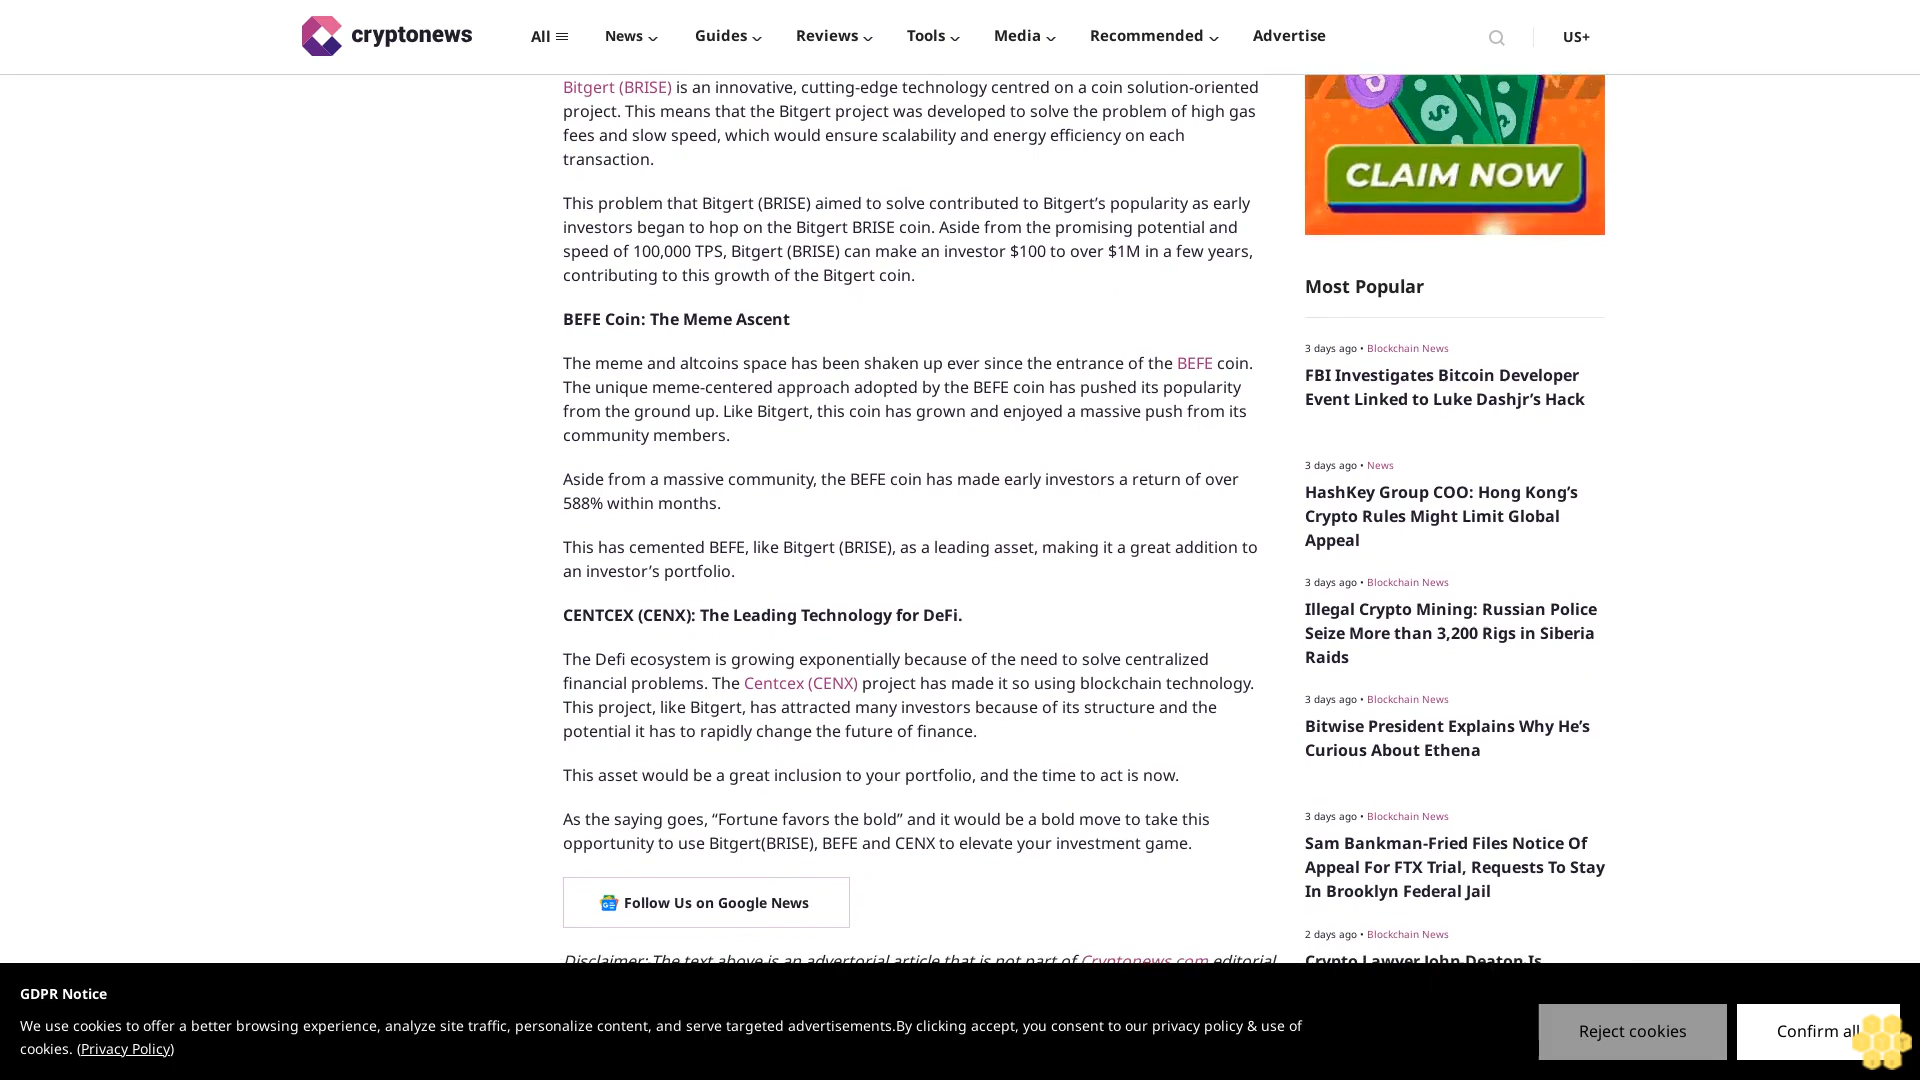 cryptonews
All
News
Guides
Reviews
Tools
Media
Recommended
Advertise
US+
Bitgert (BRISE) is an innovative, cutting-edge technology centred on a coin solution-oriented
project. This means that the Bitgert project was developed to solve the problem of high gas
fees and slow speed, which would ensure scalability and energy efficiency on each
transaction.
This problem that Bitgert (BRISE) aimed to solve contributed to Bitgert’s popularity as early
investors began to hop on the Bitgert BRISE coin. Aside from the promising potential and
speed of 100,000 TPS, Bitgert (BRISE) can make an investor $100 to over $1M in a few years,
contributing to this growth of the Bitgert coin.
BEFE Coin: The Meme Ascent
The meme and altcoins space has been shaken up ever since the entrance of the BEFE coin.
The unique meme-centered approach adopted by the BEFE coin has pushed its popularity
from the ground up. Like Bitgert, this coin has grown and enjoyed a massive push from its
community members.
Aside from a massive community, the BEFE coin has made early investors a return of over
588% within months.
This has cemented BEFE, like Bitgert (BRISE), as a leading asset, making it a great addition to
an investor’s portfolio.
CENTCEX (CENX): The Leading Technology for DeFi.
The Defi ecosystem is growing exponentially because of the need to solve centralized
financial problems. The Centcex (CENX) project has made it so using blockchain technology.
This project, like Bitgert, has attracted many investors because of its structure and the
potential it has to rapidly change the future of finance.
This asset would be a great inclusion to your portfolio, and the time to act is now.
As the saying goes, “Fortune favors the bold” and it would be a bold move to take this
opportunity to use Bitgert(BRISE), BEFE and CENX to elevate your investment game.
Follow Us on Google News
Disclaimer: The text above is an advertorial article that is not part of Cryptonews.com editorial
CLAIM NOW
Most Popular
3 days ago • Blockchain News
FBI Investigates Bitcoin Developer
Event Linked to Luke Dashjr’s Hack
3 days ago • News
HashKey Group COO: Hong Kong’s
Crypto Rules Might Limit Global
Appeal
3 days ago • Blockchain News
Illegal Crypto Mining: Russian Police
Seize More than 3,200 Rigs in Siberia
Raids
3 days ago • Blockchain News
Bitwise President Explains Why He’s
Curious About Ethena
3 days ago • Blockchain News
Sam Bankman-Fried Files Notice Of
Appeal For FTX Trial, Requests To Stay
In Brooklyn Federal Jail
2 days ago • Blockchain News
Crypto Lawyer John Deaton Is
GDPR Notice
We use cookies to offer a better browsing experience, analyze site traffic, personalize content, and serve targeted advertisements.By clicking accept, you consent to our privacy policy & use of
cookies. (Privacy Policy)
Reject cookies
Confirm all